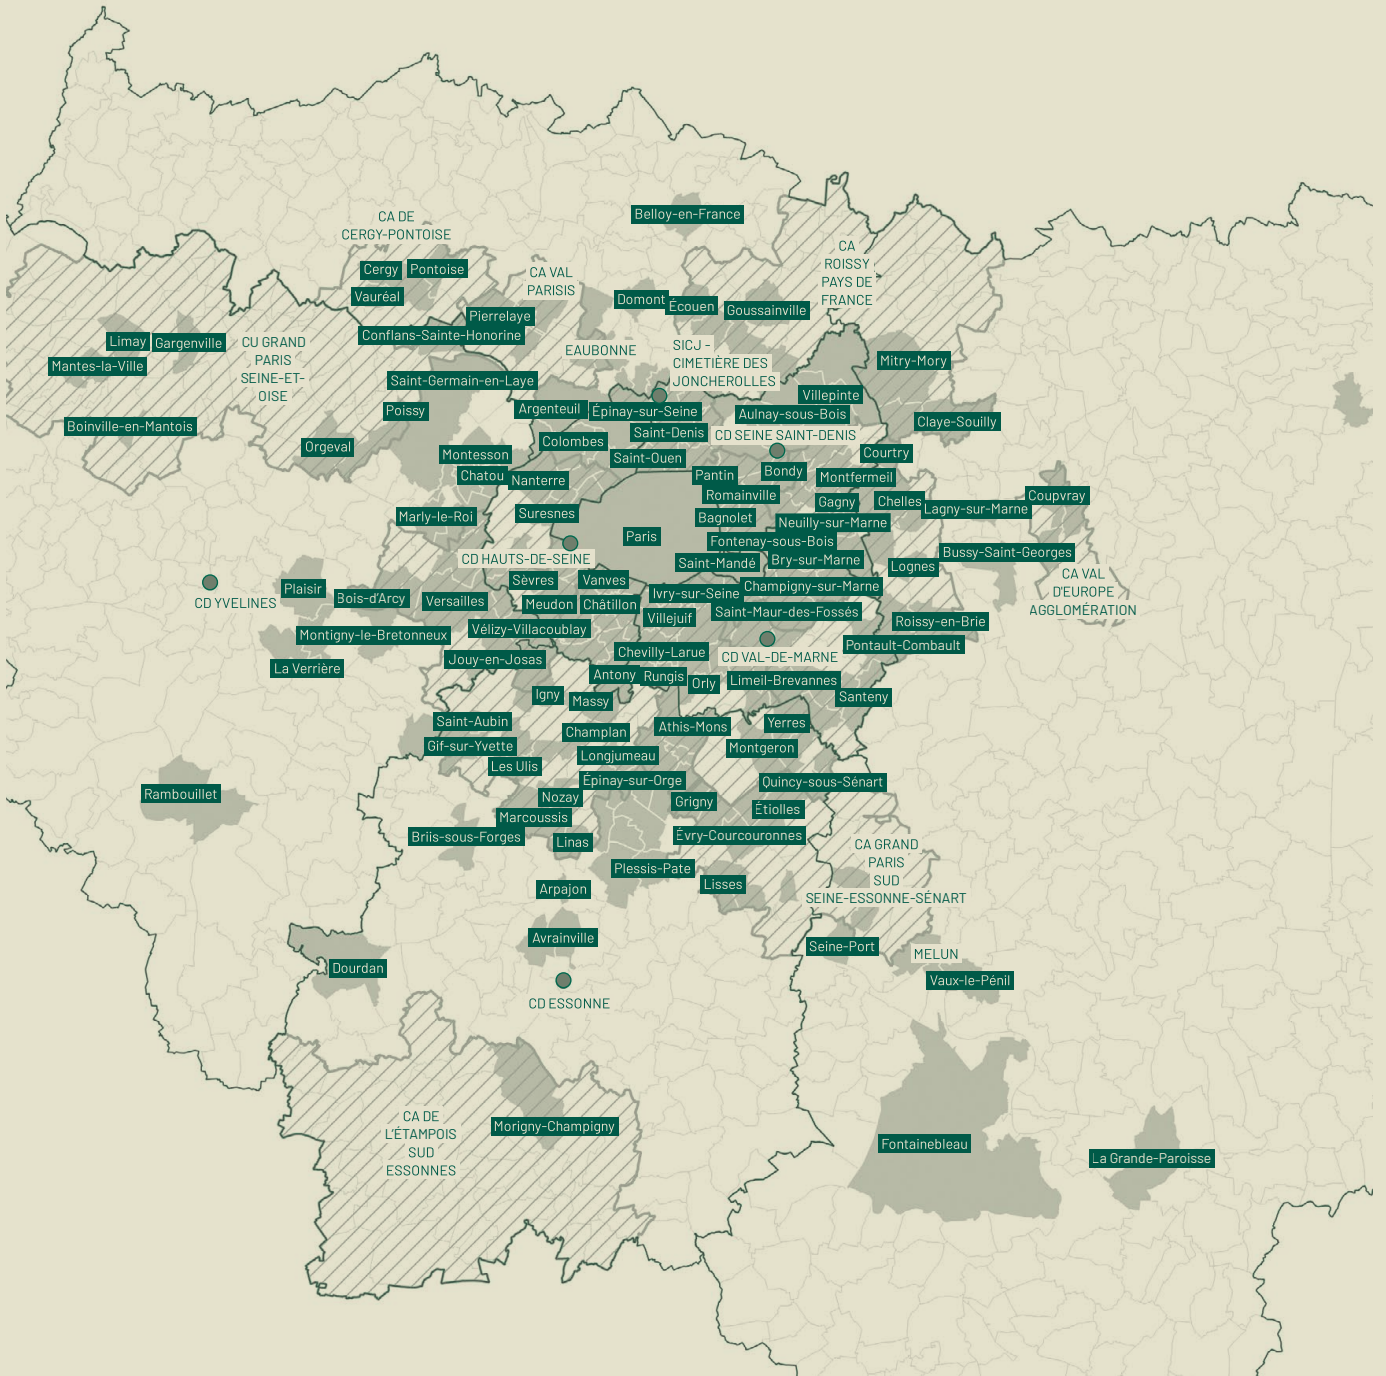 Belloy-en-France
CA DE
CERGY-PONTOISE
CA
ROISSY
PAYS DE
FRANCE
Cergy
Pontoise
CA VAL
PARISIS
Vauréal
Domont
Écouen
Goussainville
Pierrelaye
Conflans-Sainte-Honorine
Limay
Gargenville
CU GRAND
PARIS
SEINE-ET-
OISE
EAUBONNE
SICJ -
CIMETIÈRE DES
JONCHEROLLES
Mitry-Mory
Mantes-la-Ville
Saint-Germain-en-Laye
Villepinte
Poissy
Argenteuil
Épinay-sur-Seine
Aulnay-sous-Bois
Claye-Souilly
Boinville-en-Mantois
Saint-Denis
CD SEINE SAINT-DENIS
Orgeval
Colombes
Montesson
Saint-Ouen
Courtry
Chatou
Nanterre
Pantin
Bondy
Montfermeil
Romainville
Gagny
Chelles
Coupvray
Lagny-sur-Marne
Marly-le-Roi
Suresnes
Bagnolet
Neuilly-sur-Marne
Paris
Fontenay-sous-Bois
CD HAUTS-DE-SEINE
Saint-Mandé
Bry-sur-Marne
Bussy-Saint-Georges
Lognes
CA VAL
D'EUROPE
AGGLOMÉRATION
Sèvres
Vanves
Plaisir
CD YVELINES
Bois-d'Arcy
Versailles
Meudon
Châtillon
Ivry-sur-Seine
Champigny-sur-Marne
Villejuif
Saint-Maur-des-Fossés
Roissy-en-Brie
Montigny-le-Bretonneux
Vélizy-Villacoublay
Pontault-Combault
La Verrière
Jouy-en-Josas
Chevilly-Larue
CD VAL-DE-MARNE
Antony
Rungis
Orly
Limeil-Brevannes
Santeny
Igny
Massy
Saint-Aubin
Champlan
Athis-Mons
Yerres
Gif-sur-Yvette
Longjumeau
Montgeron
Les Ulis
Épinay-sur-Orge
Quincy-sous-Sénart
Rambouillet
Nozay
Grigny
Étiolles
Marcoussis
Briis-sous-Forges
Linas
Évry-Courcouronnes
CA GRAND
PARIS
SUD
SEINE-ESSONNE-SÉNART
Plessis-Pate
Lisses
Arpajon
Avrainville
Seine-Port
MELUN
Dourdan
Vaux-le-Pénil
CD ESSONNE
CA DE
L'ÉTAMPOIS
SUD
ESSONNES
Morigny-Champigny
Fontainebleau
La Grande-Paroisse